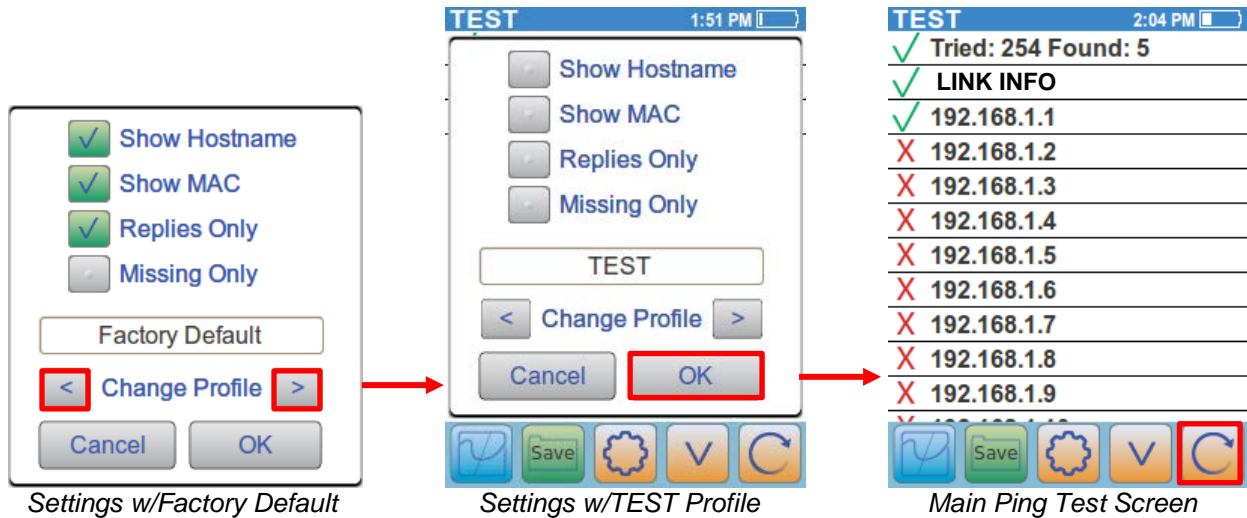 Show Hostname
Show MAC
Replies Only
Missing Only
Factory Default
< Change Profile >
Cancel OK
Settings w/Factory Default
TEST 1:51 PM
Show Hostname
Show MAC
Replies Only
Missing Only
TEST
< Change Profile >
Cancel OK
Save
Settings w/TEST Profile
TEST 2:04 PM
Tried: 254 Found: 5
LINK INFO
192.168.1.1
X 192.168.1.2
X 192.168.1.3
X 192.168.1.4
X 192.168.1.5
X 192.168.1.6
X 192.168.1.7
X 192.168.1.8
X 192.168.1.9
Save
Main Ping Test Screen